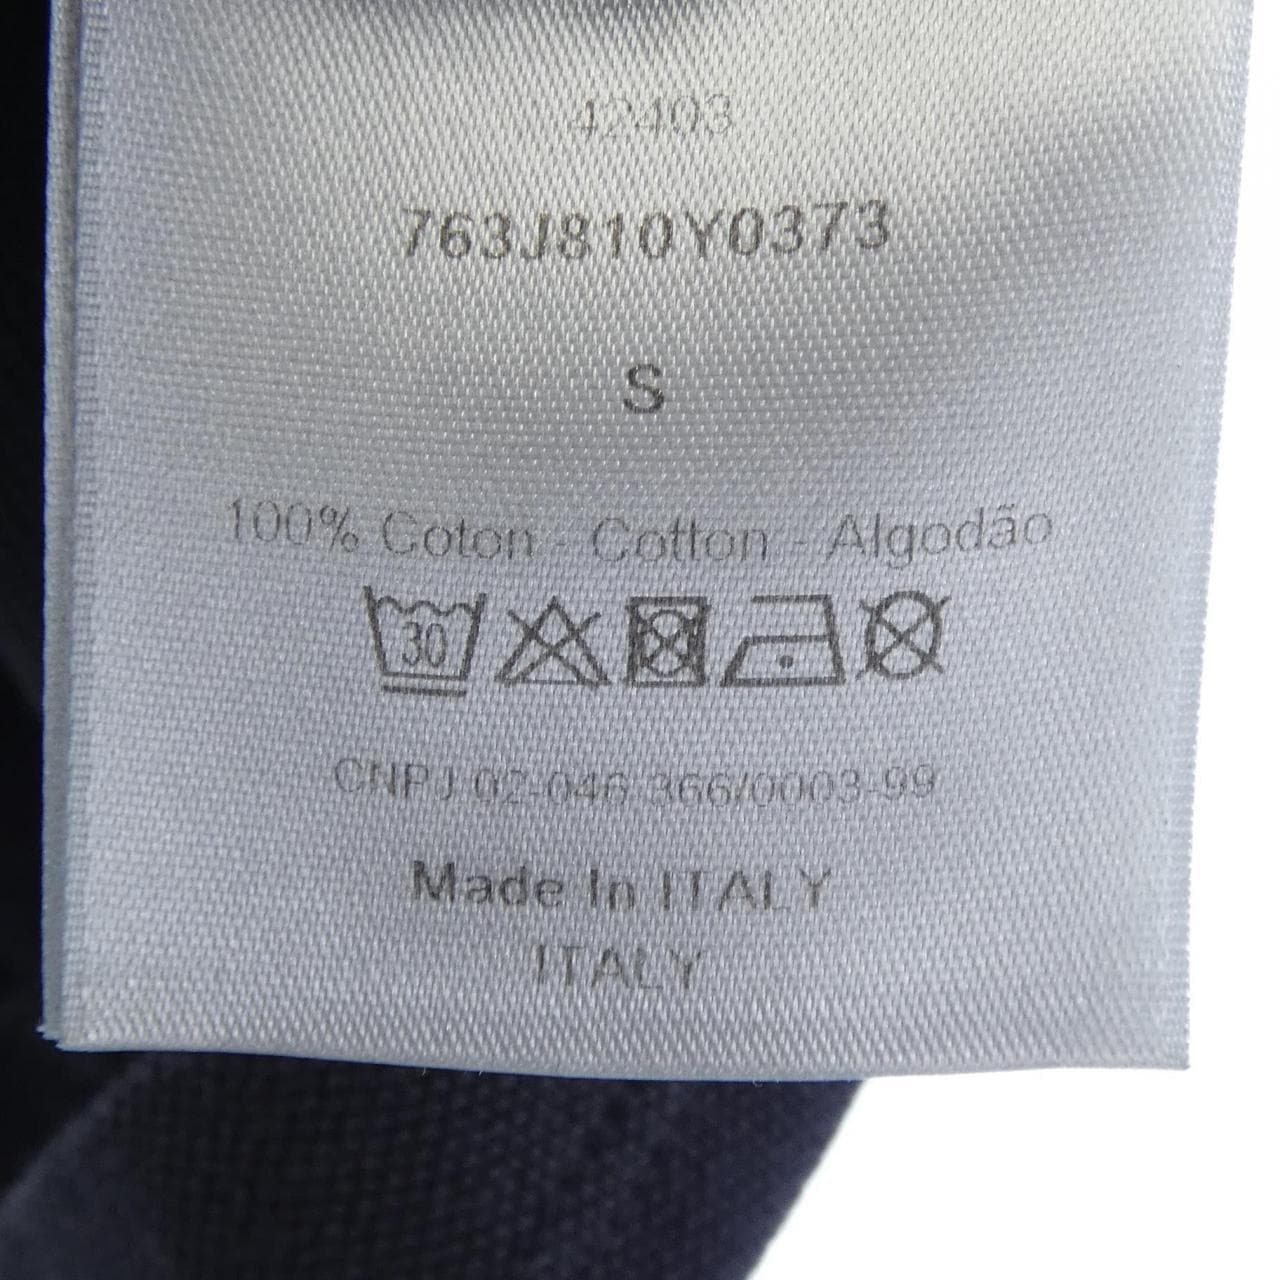 42403
763J810Y0373
S
100% Coton - Cotton - Algodão
30
CNPJ 02-046 366/0003-99
Made In ITALY
ITALY